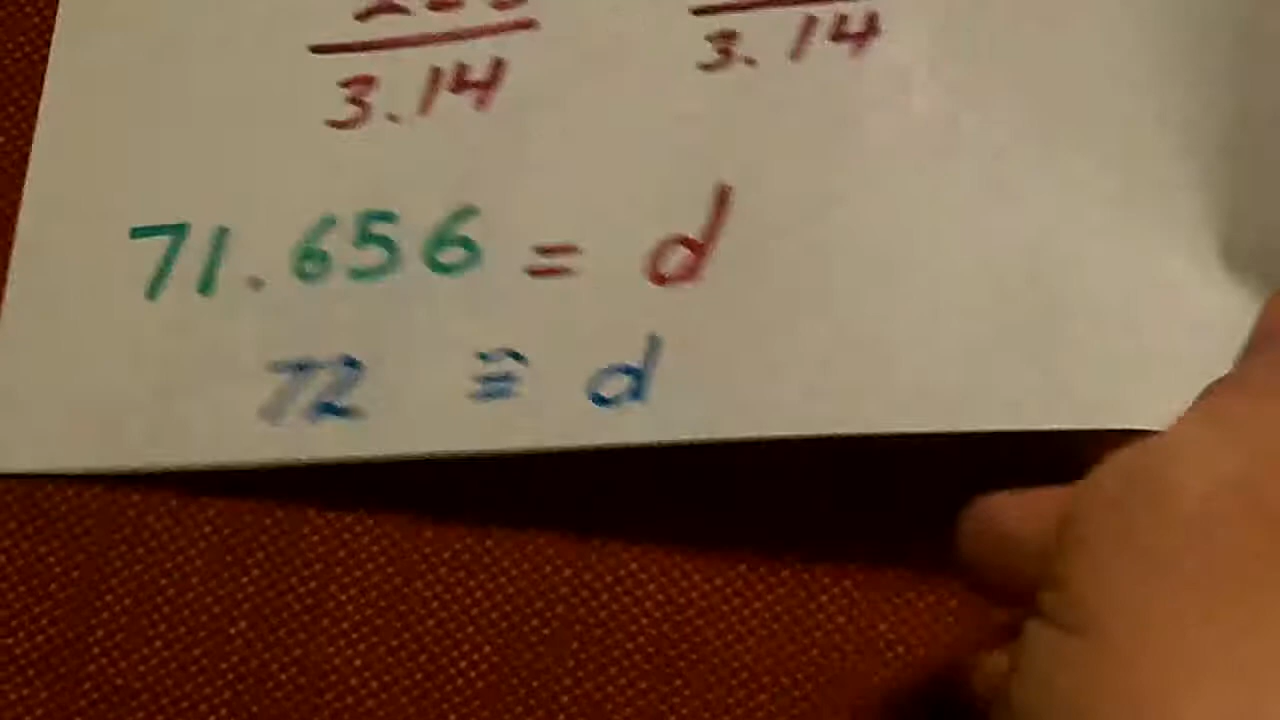 3.14 3.14
71.656 = d
72 ≅ d